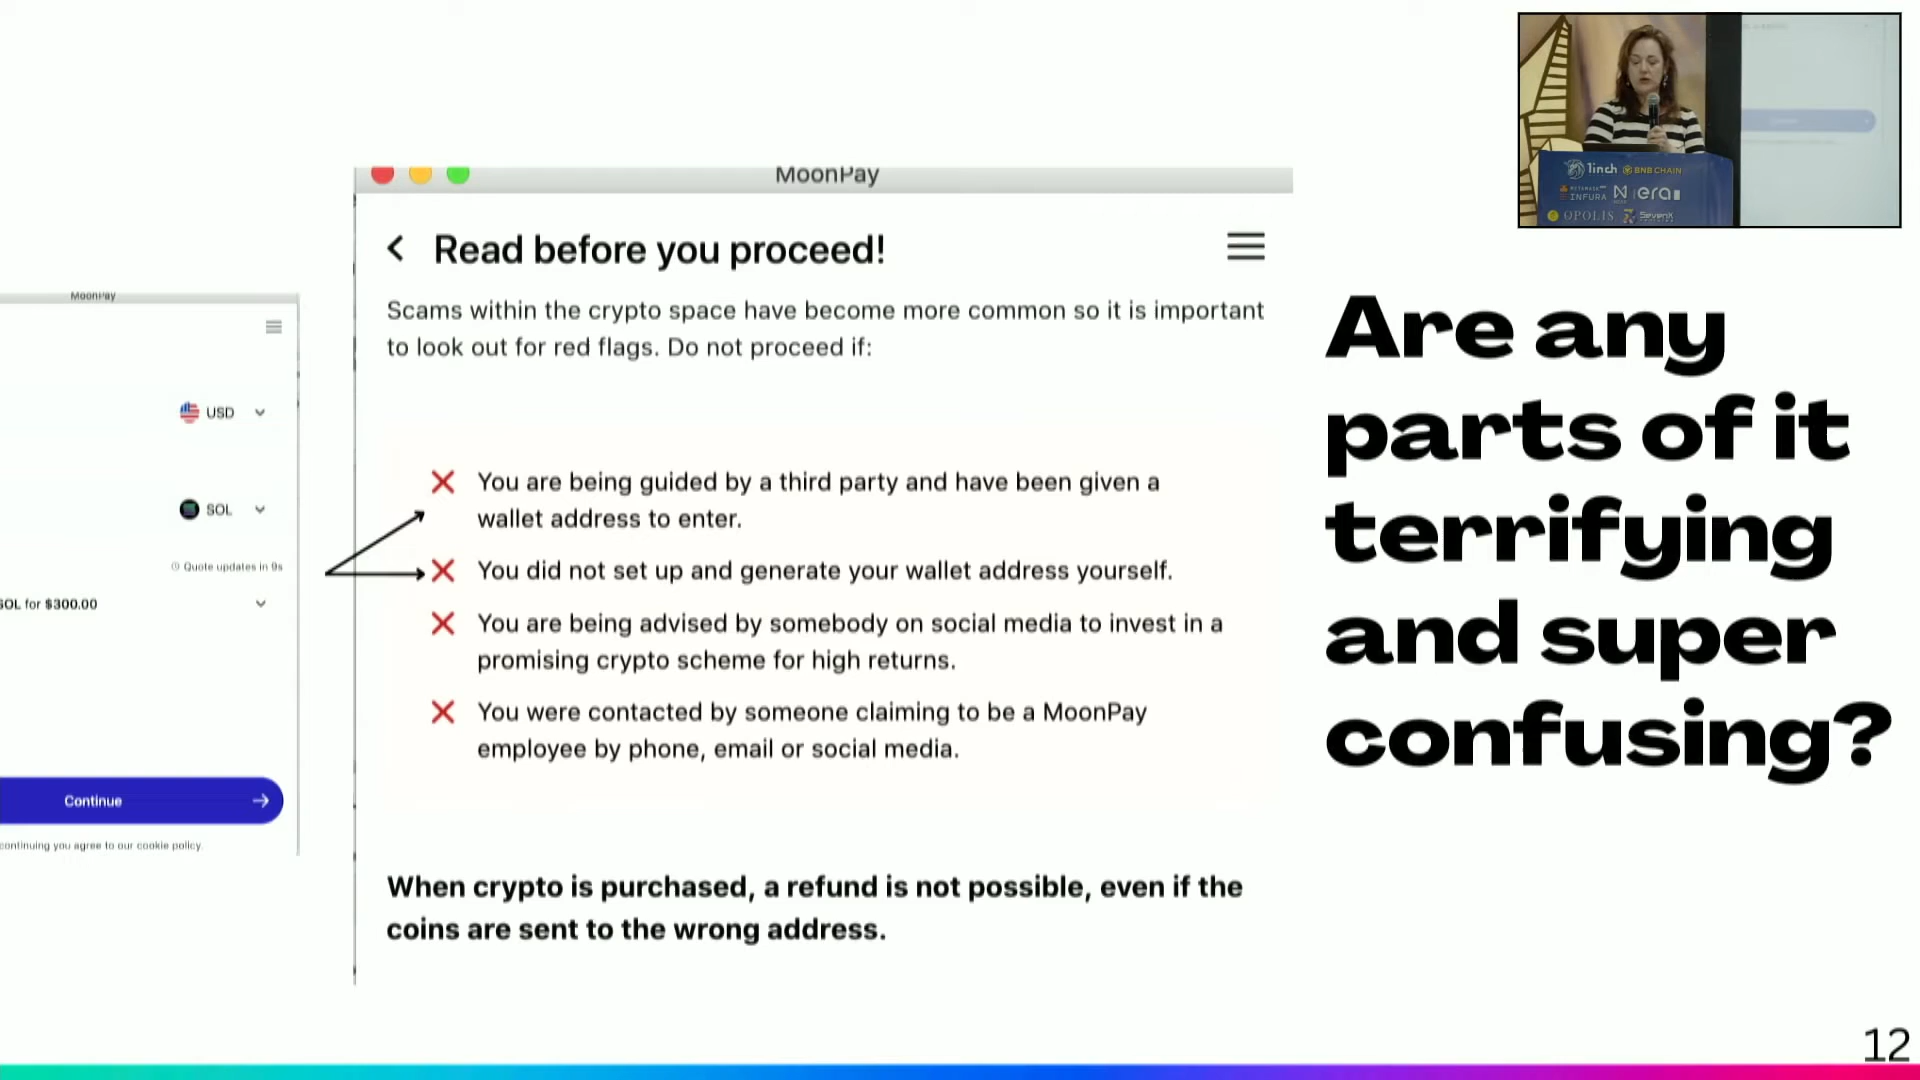 MoonPay
USD
SOL
Quote updates in 9s
SOL for $300.00
Continue
continuing you agree to our cookie policy.
MoonPay
Read before you proceed!
Scams within the crypto space have become more common so it is important
to look out for red flags. Do not proceed if:
You are being guided by a third party and have been given a
wallet address to enter.
You did not set up and generate your wallet address yourself.
You are being advised by somebody on social media to invest in a
promising crypto scheme for high returns.
You were contacted by someone claiming to be a MoonPay
employee by phone, email or social media.
When crypto is purchased, a refund is not possible, even if the
coins are sent to the wrong address.
1inch BNB CHAIN
METAMASK
INFURA
era
OPOLIS
Are any
parts of it
terrifying
and super
confusing?
12